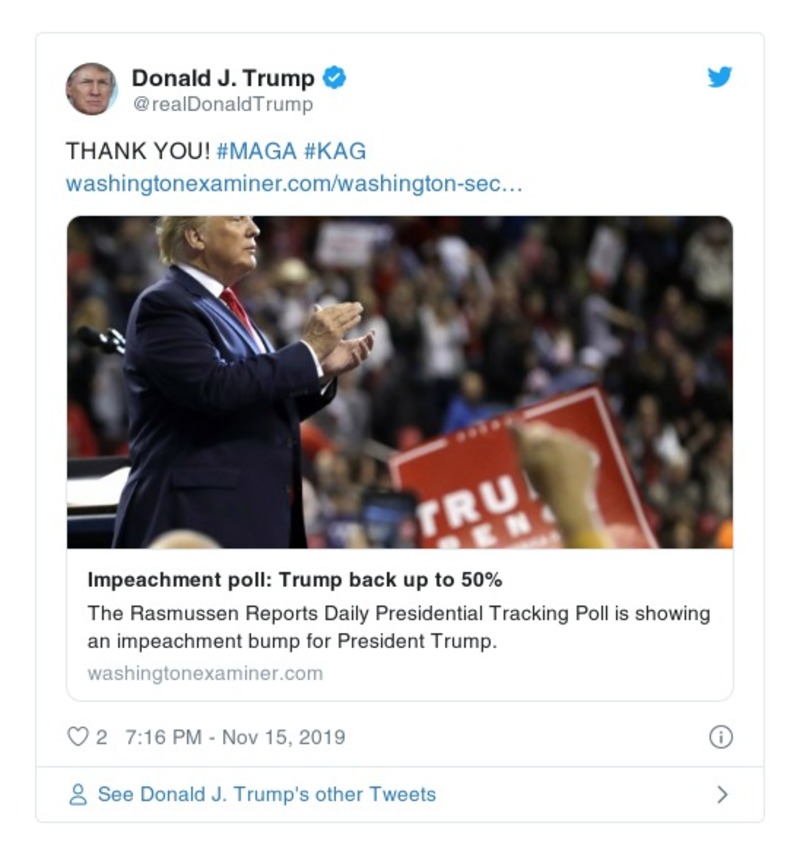 Donald J. Trump
@realDonaldTrump
THANK YOU! #MAGA #KAG
washingtonexaminer.com/washington-sec…
TRU
PENC
Impeachment poll: Trump back up to 50%
The Rasmussen Reports Daily Presidential Tracking Poll is showing
an impeachment bump for President Trump.
washingtonexaminer.com
2 7:16 PM - Nov 15, 2019
See Donald J. Trump's other Tweets